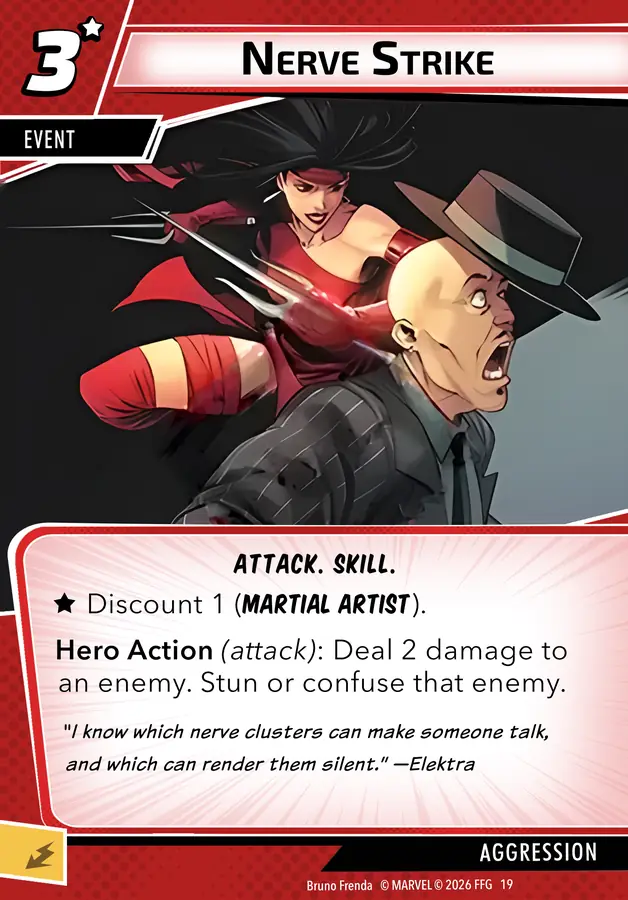 3
NERVE STRIKE
EVENT
ATTACK. SKILL.
★ Discount 1 (MARTIAL ARTIST).
Hero Action (attack): Deal 2 damage to
an enemy. Stun or confuse that enemy.
"I know which nerve clusters can make someone talk,
and which can render them silent." —Elektra
AGGRESSION
Bruno Frenda © MARVEL © 2026 FFG 19